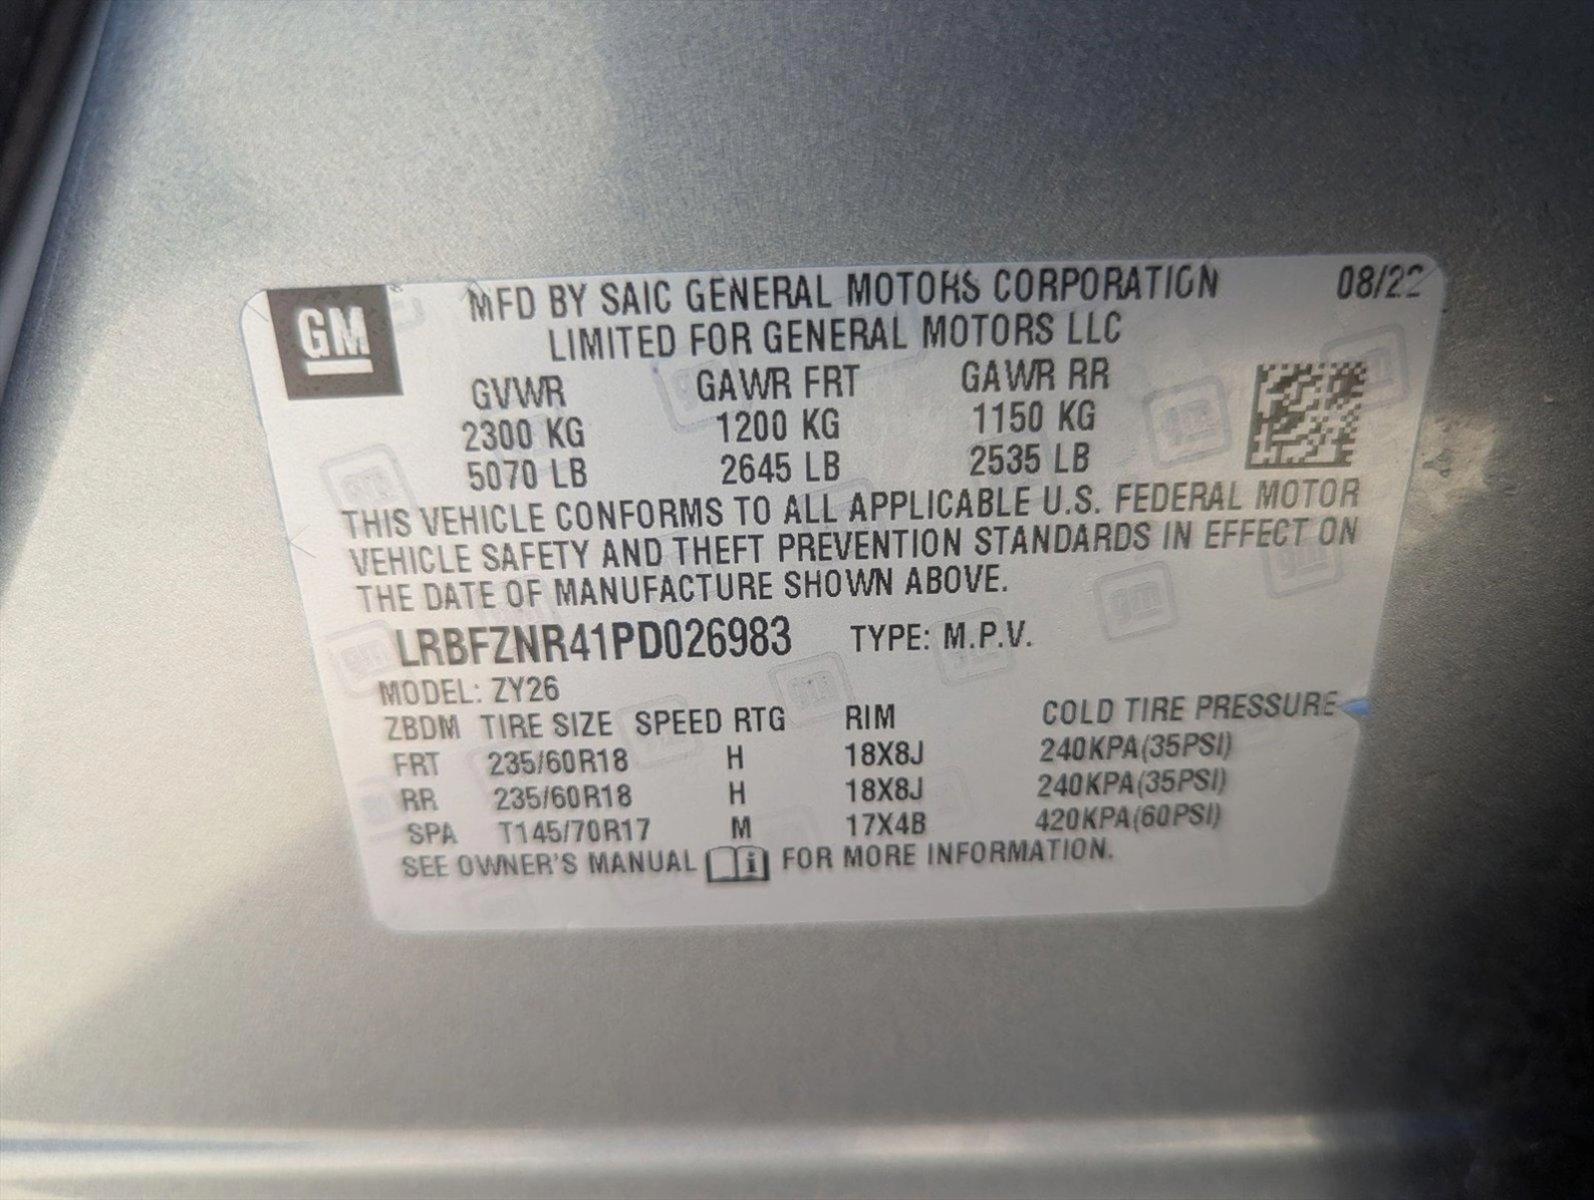 GM
MFD BY SAIC GENERAL MOTORS CORPORATION 08/22
LIMITED FOR GENERAL MOTORS LLC
GVWR GAWR FRT GAWR RR
2300 KG 1200 KG 1150 KG
5070 LB 2645 LB 2535 LB
THIS VEHICLE CONFORMS TO ALL APPLICABLE U.S. FEDERAL MOTOR
VEHICLE SAFETY AND THEFT PREVENTION STANDARDS IN EFFECT ON
THE DATE OF MANUFACTURE SHOWN ABOVE.
LRBFZNR41PD026983 TYPE: M.P.V.
MODEL: ZY26
ZBDM TIRE SIZE SPEED RTG RIM COLD TIRE PRESSURE
FRT 235/60R18 H 18X8J 240KPA(35PSI)
RR 235/60R18 H 18X8J 240KPA(35PSI)
SPA T145/70R17 M 17X4B 420KPA(60PSI)
SEE OWNER'S MANUAL i FOR MORE INFORMATION.